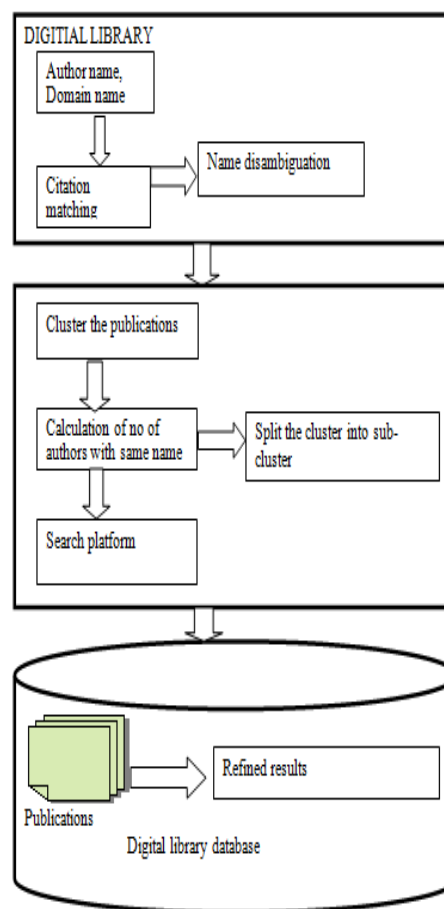 DIGITIAL LIBRARY
Author name,
Domain name
Citation
matching
Name disambiguation
Cluster the publications
Calculation of no of
authors with same name
Split the cluster into sub-
cluster
Search platform
Refined results
Publications
Digital library database